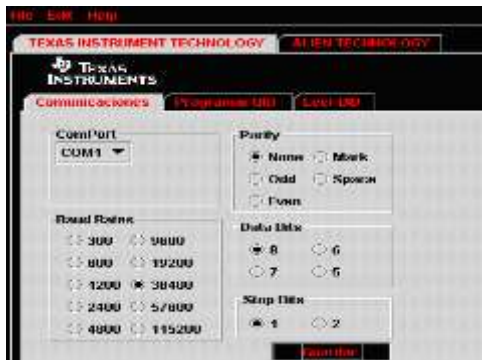 File Edit Help
TEXAS INSTRUMENT TECHNOLOGY ALIEN TECHNOLOGY
TEXAS
INSTRUMENTS
Comunicaciones Programar UID Leer UID
ComPort
COM1
Parity
None Mark
Odd Space
Even
Baud Rates
300 9600
600 19200
1200 38400
2400 57600
4800 115200
Data Bits
8 6
7 5
Stop Bits
1 2
Guardar